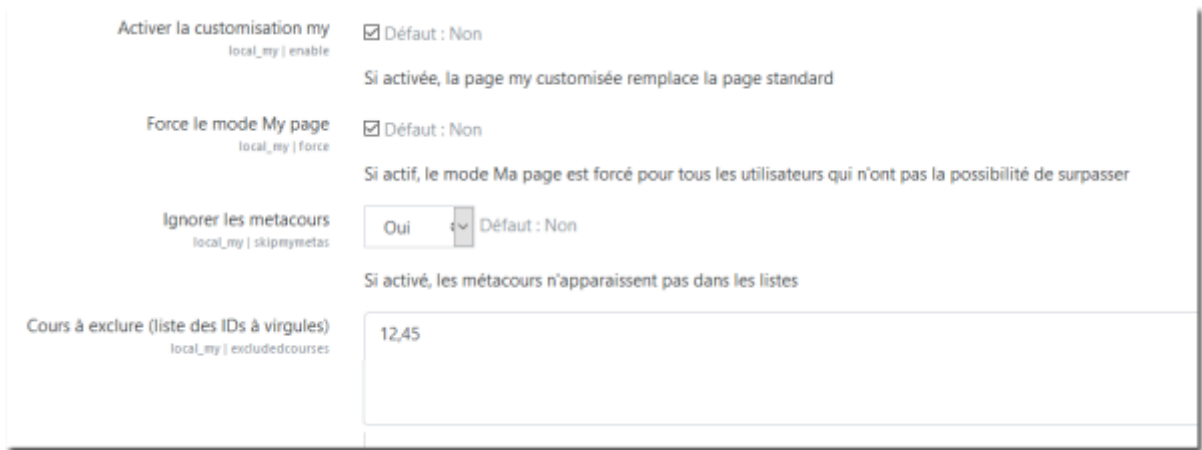 Activer la customisation my
Défaut : Non
local_my | enable
Si activée, la page my customisée remplace la page standard
Force le mode My page
Défaut : Non
local_my | force
Si actif, le mode Ma page est forcé pour tous les utilisateurs qui n'ont pas la possibilité de surpasser
Ignorer les metacours
Oui
Défaut : Non
local_my | skipmymetas
Si activé, les métacours n'apparaissent pas dans les listes
Cours à exclure (liste des IDs à virgules)
12,45
local_my | excludedcourses